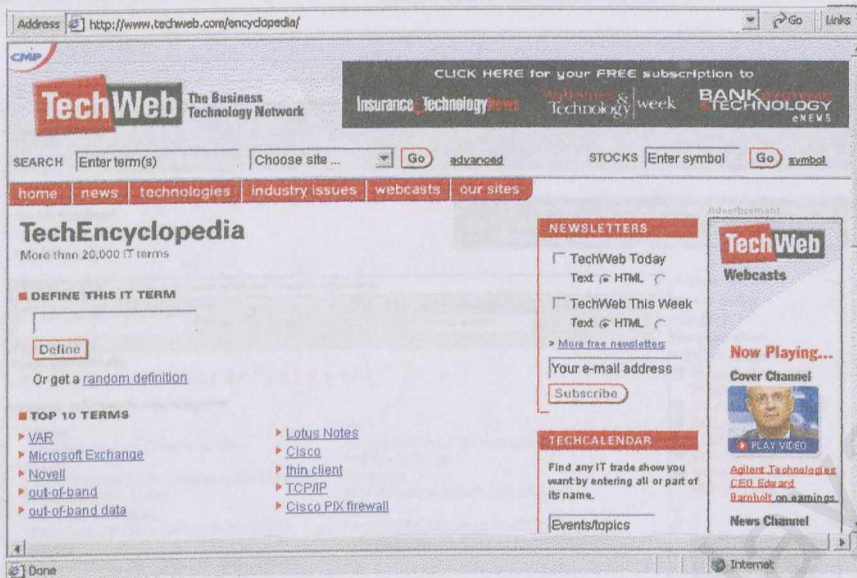 Address http://www.techweb.com/encyclopedia/ Go Links
CMP
TechWeb The Business Technology Network
CLICK HERE for your FREE subscription to
Insurance & Technology news
& Technology week
BANK SYSTEMS & TECHNOLOGY eNEWS
SEARCH Enter term(s) Choose site ... Go advanced STOCKS Enter symbol Go symbol
home news technologies industry issues webcasts our sites
TechEncyclopedia
More than 20,000 IT terms
DEFINE THIS IT TERM
Define
Or get a random definition
TOP 10 TERMS
VAR
Microsoft Exchange
Novell
out-of-band
out-of-band data
Lotus Notes
Cisco
thin client
TCP/IP
Cisco PIX firewall
NEWSLETTERS
TechWeb Today
Text HTML
TechWeb This Week
Text HTML
> More free newsletters
Your e-mail address
Subscribe
TECHCALENDAR
Find any IT trade show you
want by entering all or part of
its name.
Events/topics
Advertisement
TechWeb
Webcasts
Now Playing...
Cover Channel
PLAY VIDEO
Agilent Technologies
CEO Edward
Barnholt on earnings.
News Channel
Done Internet